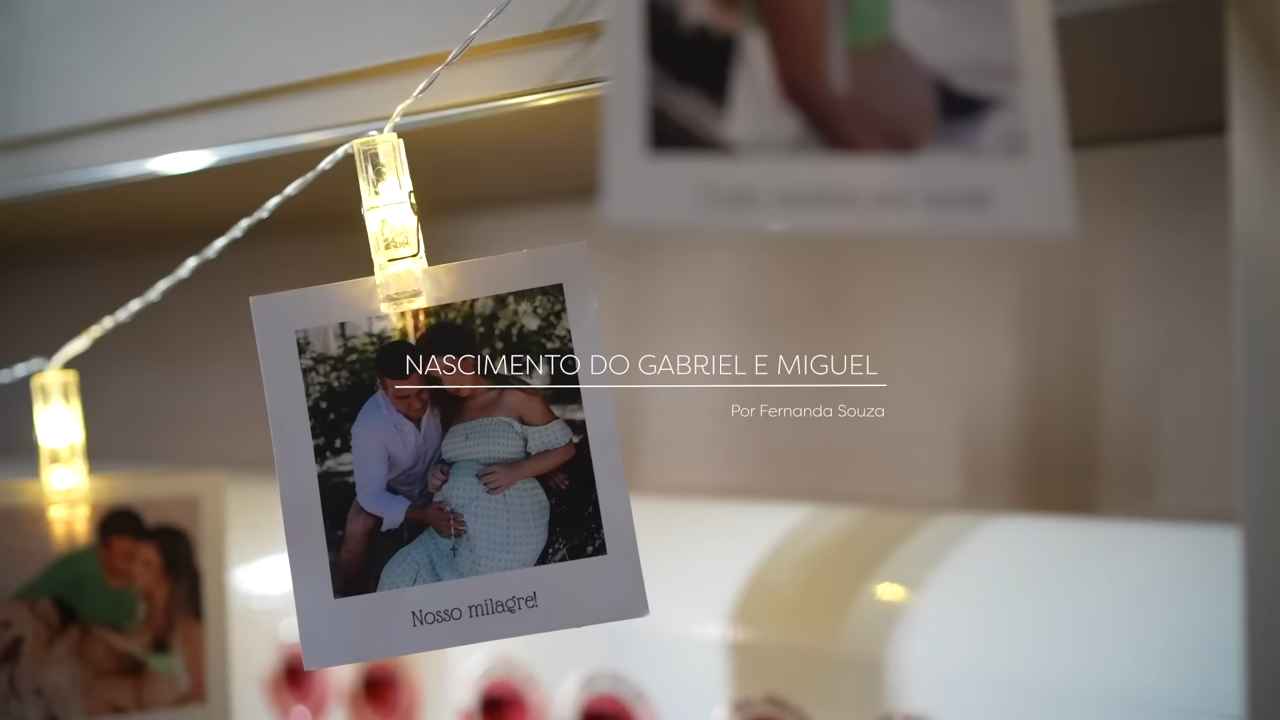 NASCIMENTO DO GABRIEL E MIGUEL
Por Fernanda Souza
Nosso milagre!